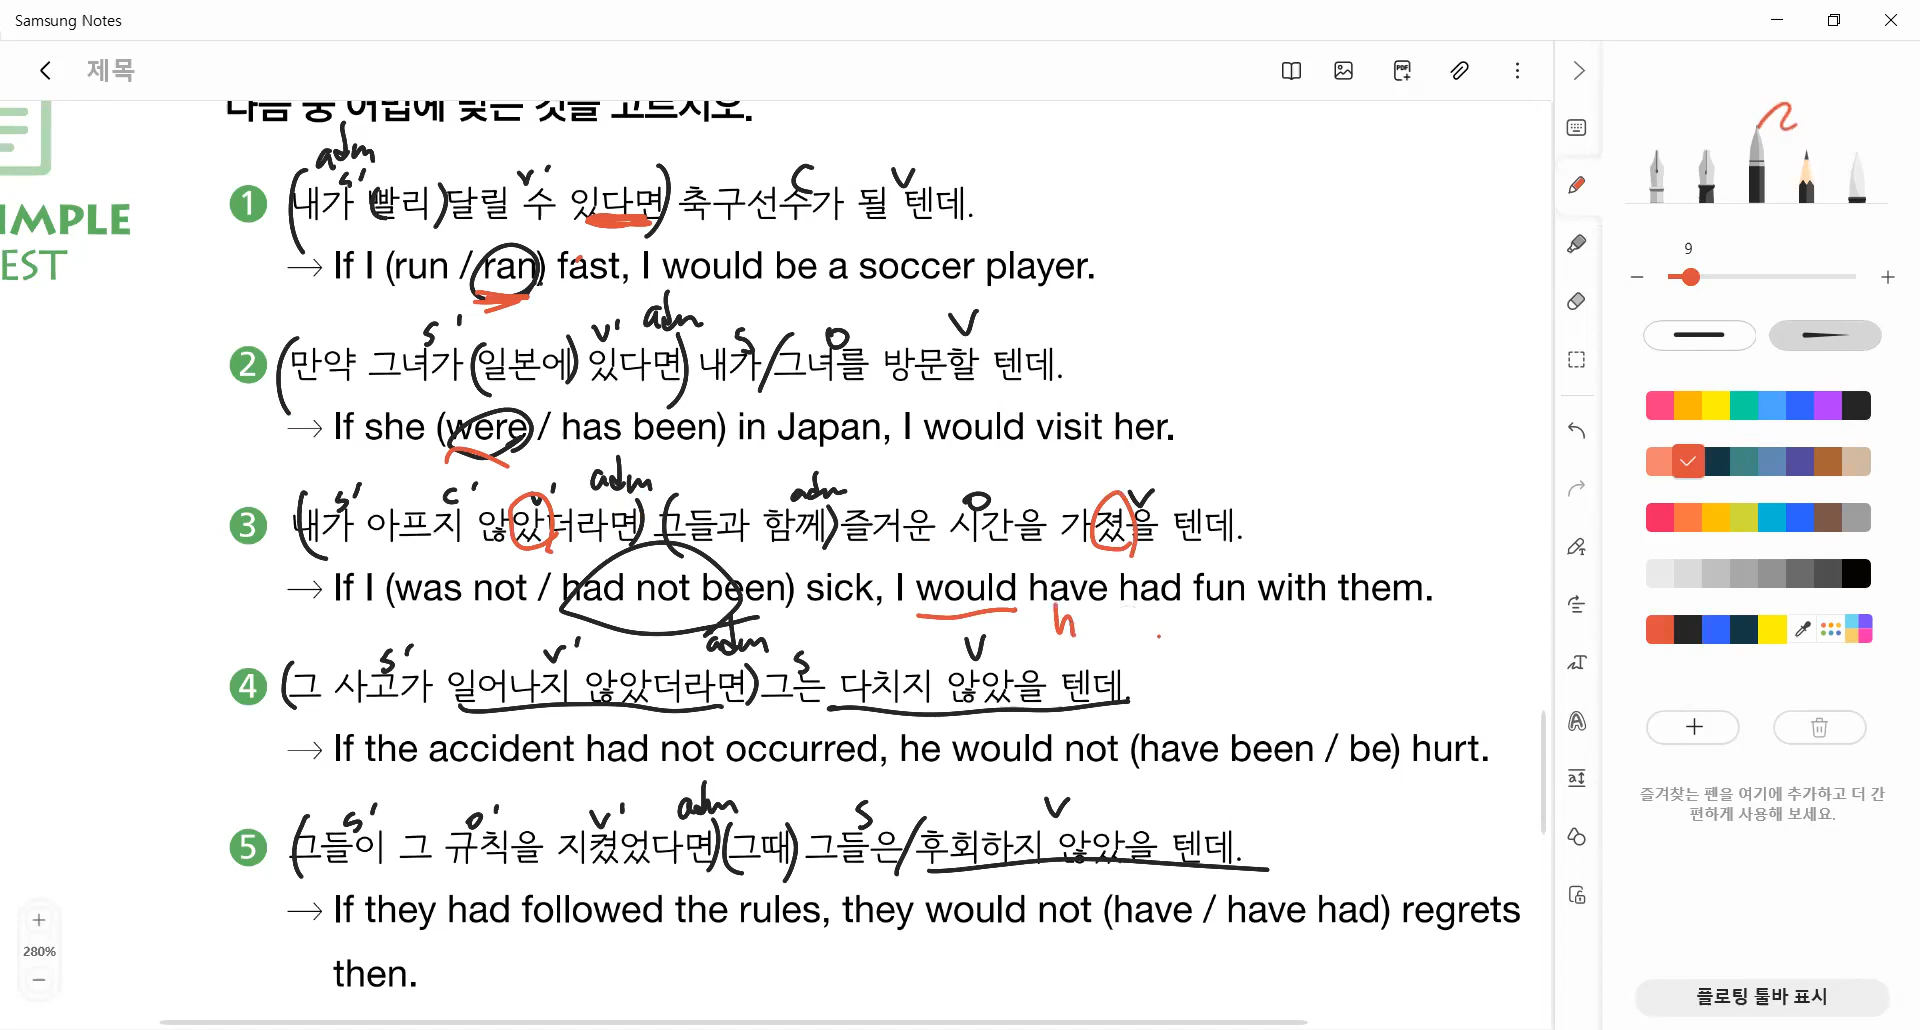 Samsung Notes
제목
다음 중 어법에 맞는 것을 고르시오.
IMPLE
EST
adm
s' v' c v
1 내가 빨리 달릴 수 있다면 축구선수가 될 텐데.
→ If I (run / ran) fast, I would be a soccer player.
s' v' adm s o v
2 만약 그녀가 일본에 있다면 내가 그녀를 방문할 텐데.
→ If she (were / has been) in Japan, I would visit her.
s' c' v' adm adm o v
3 내가 아프지 않았더라면 그들과 함께 즐거운 시간을 가졌을 텐데.
→ If I (was not / had not been) sick, I would have had fun with them.
h
s' v' adm s v
4 그 사고가 일어나지 않았더라면 그는 다치지 않았을 텐데.
→ If the accident had not occurred, he would not (have been / be) hurt.
s' o' v' adm s v
5 그들이 그 규칙을 지켰었다면 그때 그들은 후회하지 않았을 텐데.
→ If they had followed the rules, they would not (have / have had) regrets
then.
280%
9
즐겨찾는 펜을 여기에 추가하고 더 간
편하게 사용해 보세요.
플로팅 툴바 표시